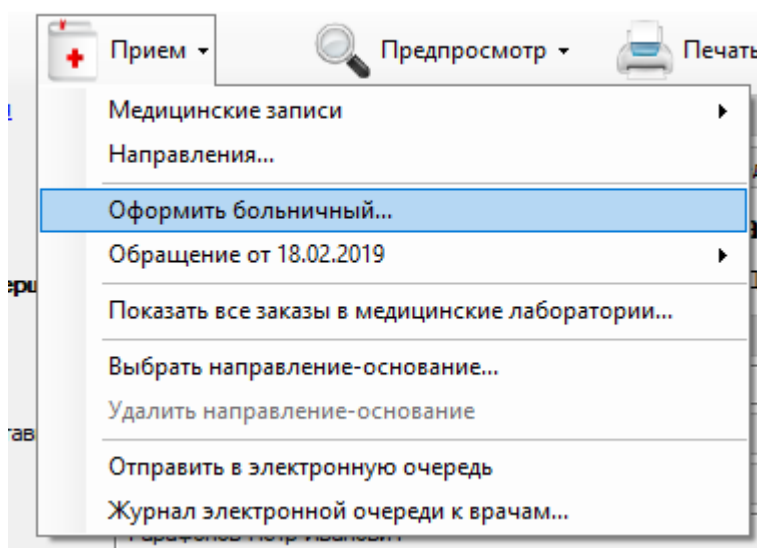 Прием
Предпросмотр
Печать
Медицинские записи
Направления...
Оформить больничный...
Обращение от 18.02.2019
Показать все заказы в медицинские лаборатории...
Выбрать направление-основание...
Удалить направление-основание
Отправить в электронную очередь
Журнал электронной очереди к врачам...